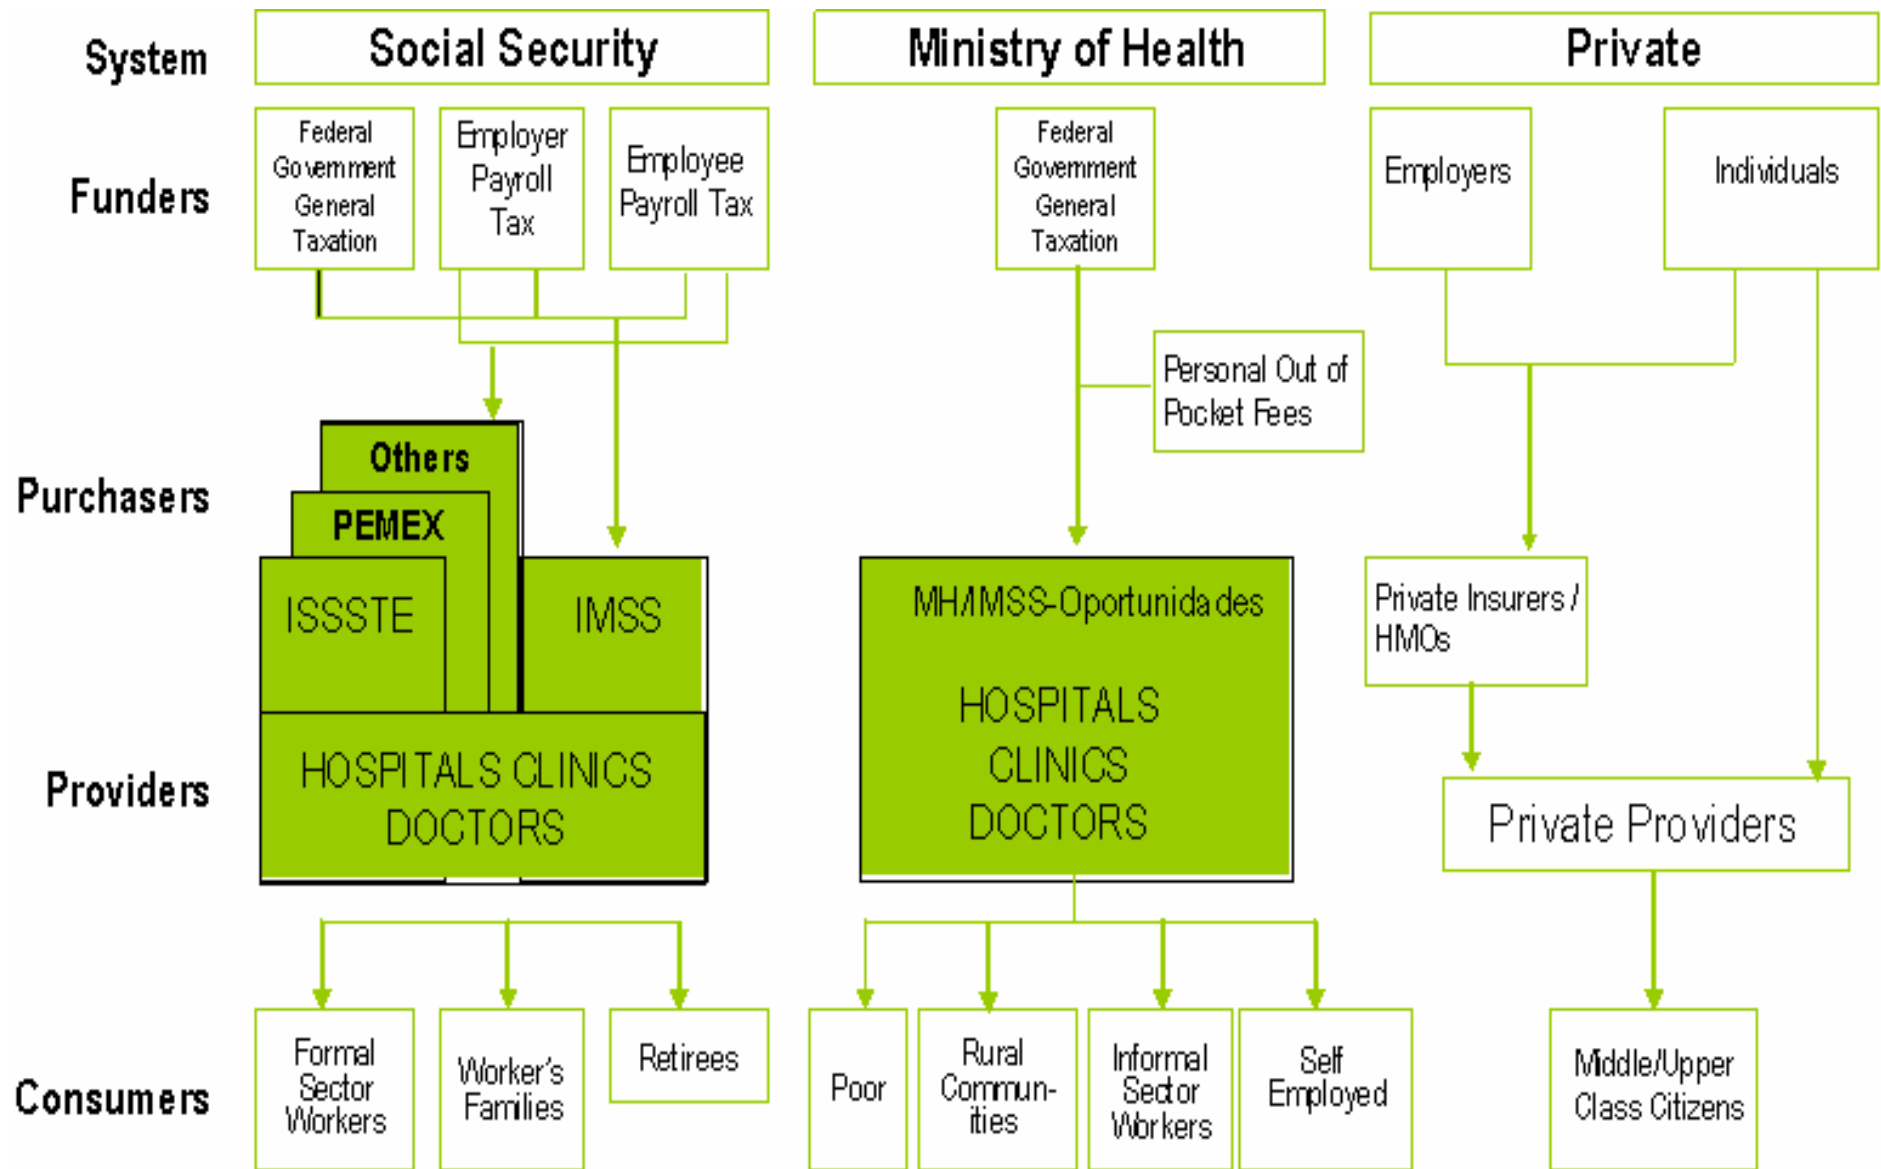 System
Social Security
Ministry of Health
Private
Funders
Federal
Government
General
Taxation
Employer
Payroll
Tax
Employee
Payroll Tax
Federal
Government
General
Taxation
Employers
Individuals
Personal Out of
Pocket Fees
Purchasers
Others
PEMEX
ISSSTE
IMSS
MH/IMSS-Oportunidades
Private Insurers /
HMOs
Providers
HOSPITALS CLINICS
DOCTORS
HOSPITALS
CLINICS
DOCTORS
Private Providers
Consumers
Formal
Sector
Workers
Worker's
Families
Retirees
Poor
Rural
Commun-
ities
Informal
Sector
Workers
Self
Employed
Middle/Upper
Class Citizens